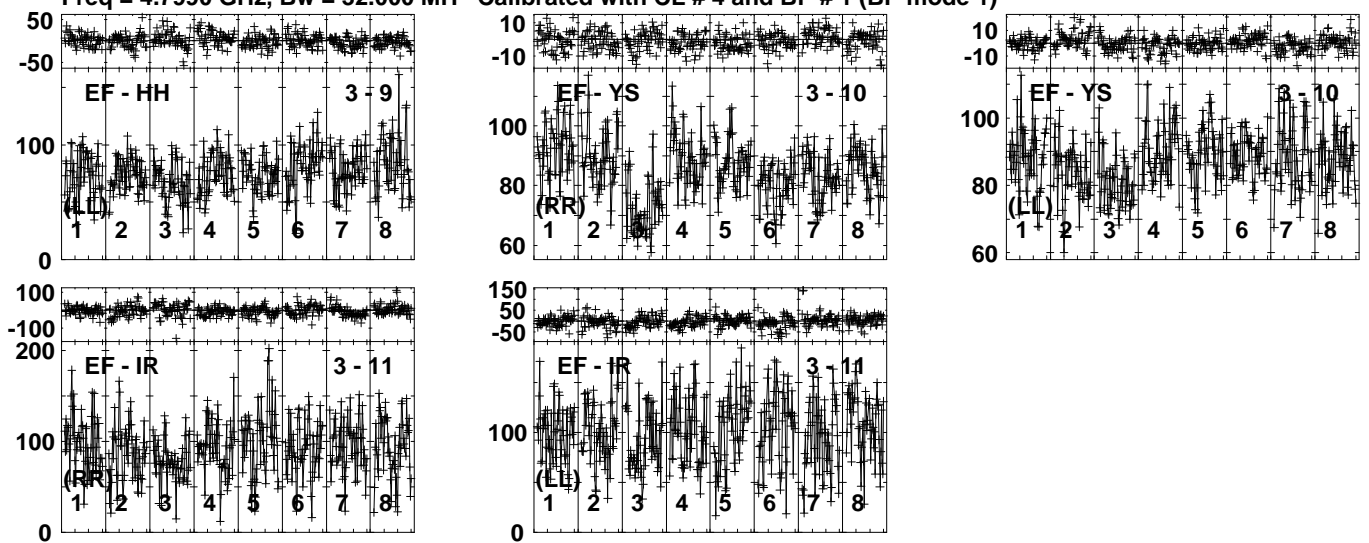 Freq = 4.7990 GHz, Bw = 32.000 MH Calibrated with CL # 4 and BP # 1 (BP mode 1)
50
-50
EF - HH 3 - 9
100
0
(LL)
1 2 3 4 5 6 7 8
10
-10
EF - YS 3 - 10
100
80
60
(RR)
1 2 3 4 5 6 7 8
10
-10
EF - YS 3 - 10
100
80
60
(LL)
1 2 3 4 5 6 7 8
100
-100
200
EF - IR 3 - 11
100
0
(RR)
1 2 3 4 5 6 7 8
150
50
-50
EF - IR 3 - 11
100
0
(LL)
1 2 3 4 5 6 7 8